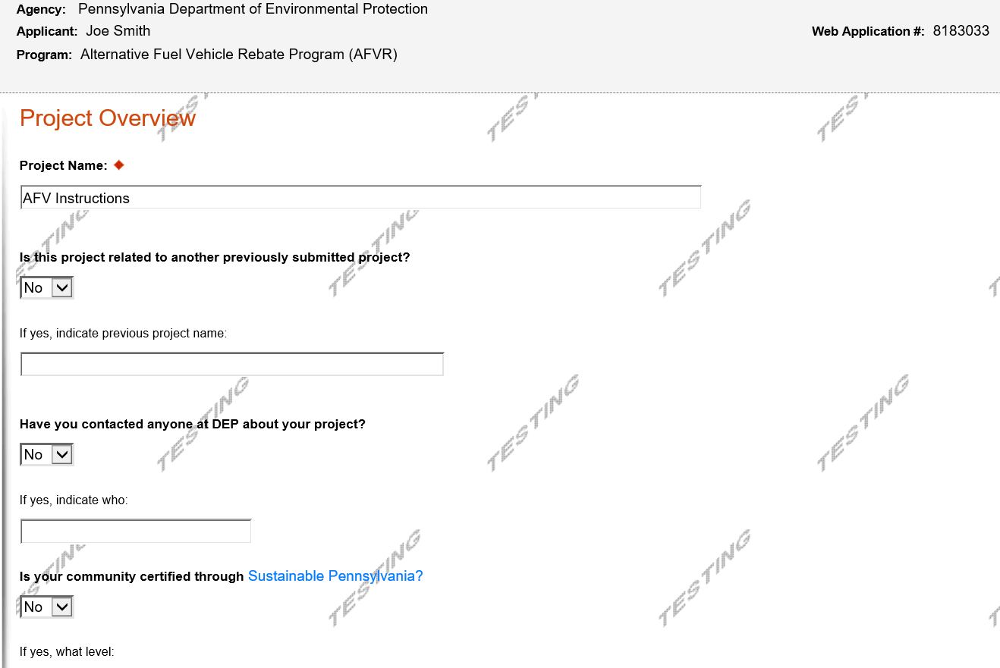 Agency: Pennsylvania Department of Environmental Protection
Applicant: Joe Smith Web Application #: 8183033
Program: Alternative Fuel Vehicle Rebate Program (AFVR)
Project Overview
Project Name:
AFV Instructions
Is this project related to another previously submitted project?
No
If yes, indicate previous project name:
Have you contacted anyone at DEP about your project?
No
If yes, indicate who:
Is your community certified through Sustainable Pennsylvania?
No
If yes, what level:
TESTING
TESTING
TESTING
TESTING
TESTING
TESTING
TESTING
TESTING
TESTING
TESTING
TESTING